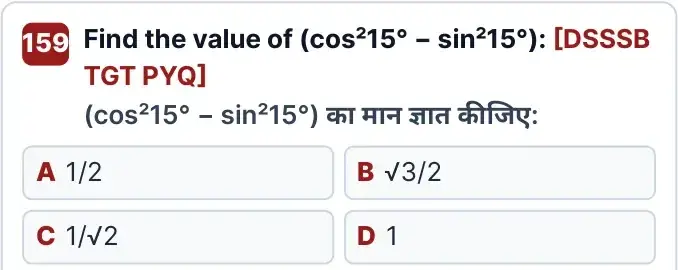 159 Find the value of (cos²15° – sin²15°): [DSSSB
TGT PYQ]
(cos²15° – sin²15°) का मान ज्ञात कीजिए:
A 1/2
B √3/2
C 1/√2
D 1